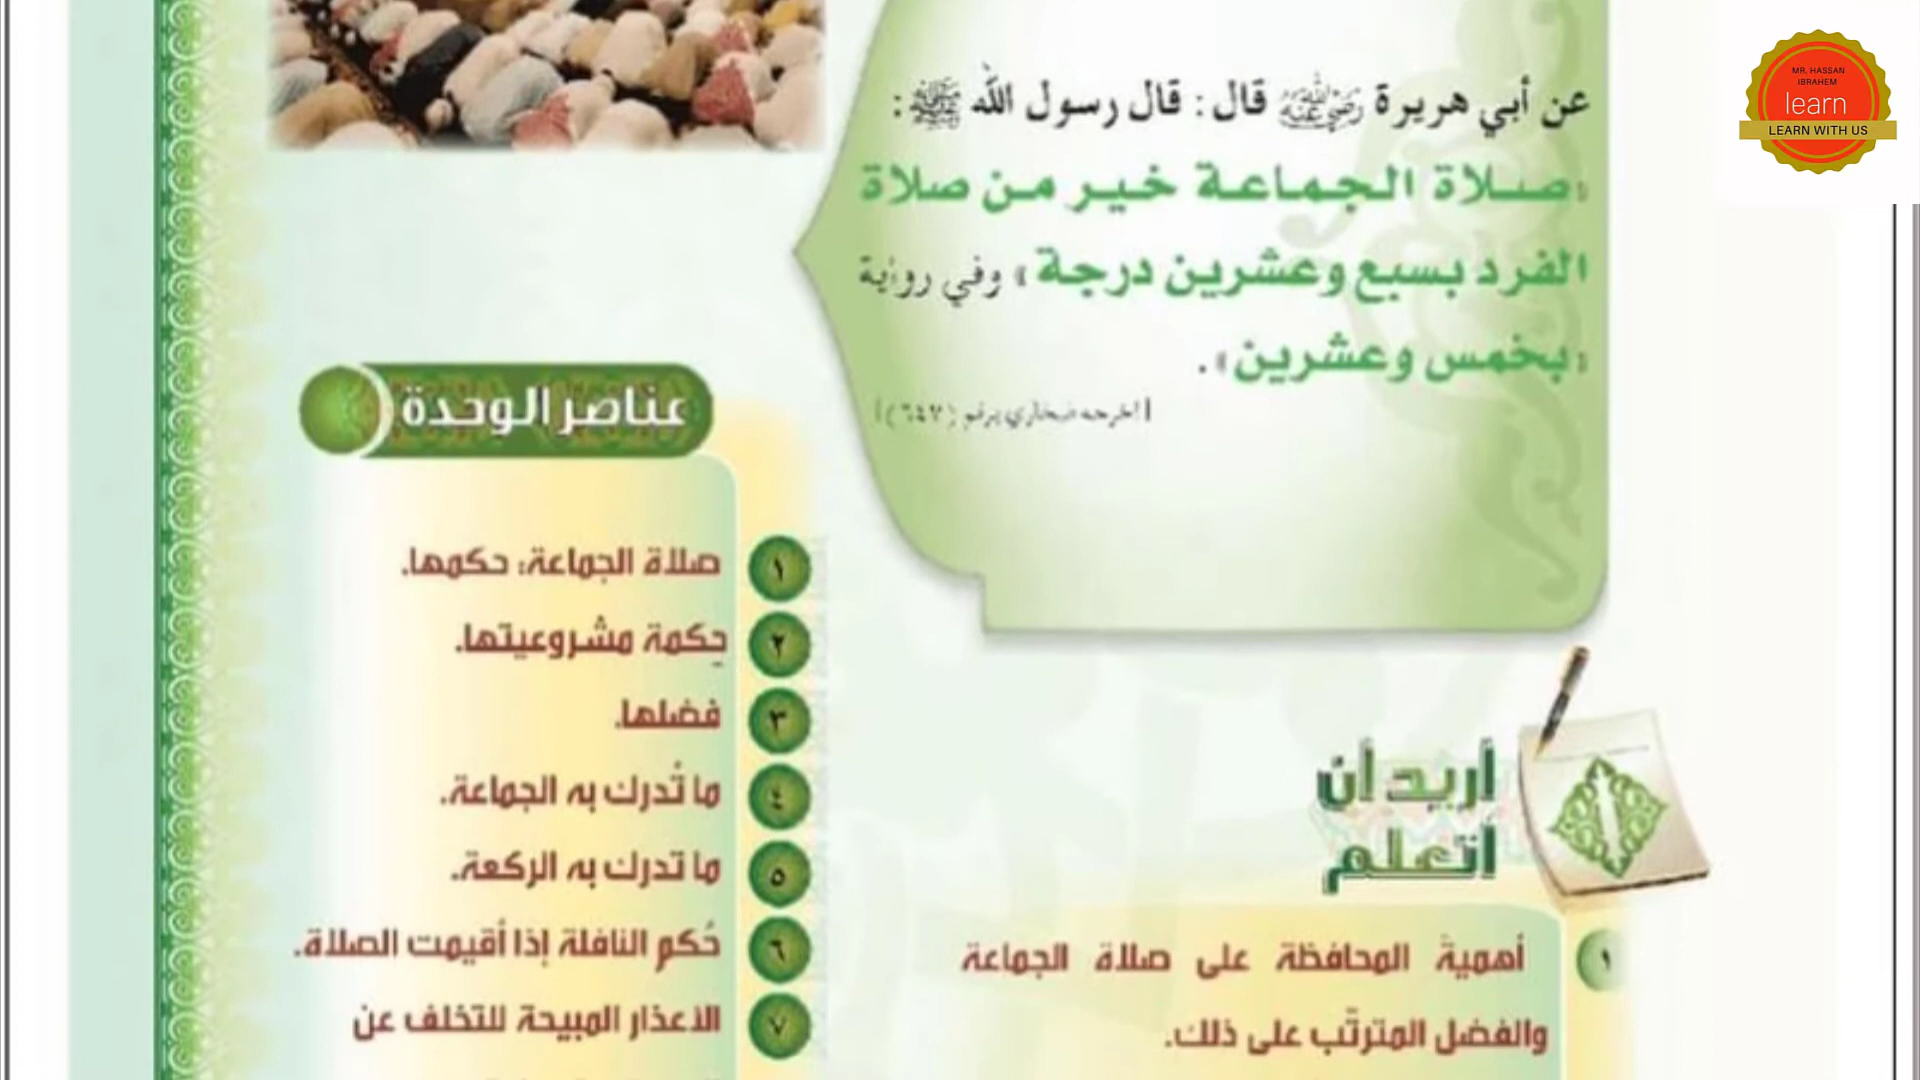 عن أبي هريرة رضي الله عنه قال : قال رسول الله ﷺ :
«صلاة الجماعة خير من صلاة
الفرد بسبع وعشرين درجة» وفي رواية
«بخمس وعشرين».
عناصر الوحدة
١ صلاة الجماعة: حكمها.
٢ حِكمة مشروعيتها.
٣ فضلها.
٤ ما تُدرك به الجماعة.
٥ ما تدرك به الركعة.
٦ حُكم النافلة إذا أقيمت الصلاة.
٧ الأعذار المبيحة للتخلف عن
أريد أن
أتعلم
١ أهمية المحافظة على صلاة الجماعة
والفضل المترتّب على ذلك.
MR. HASSAN
IBRAHEM
learn
LEARN WITH US